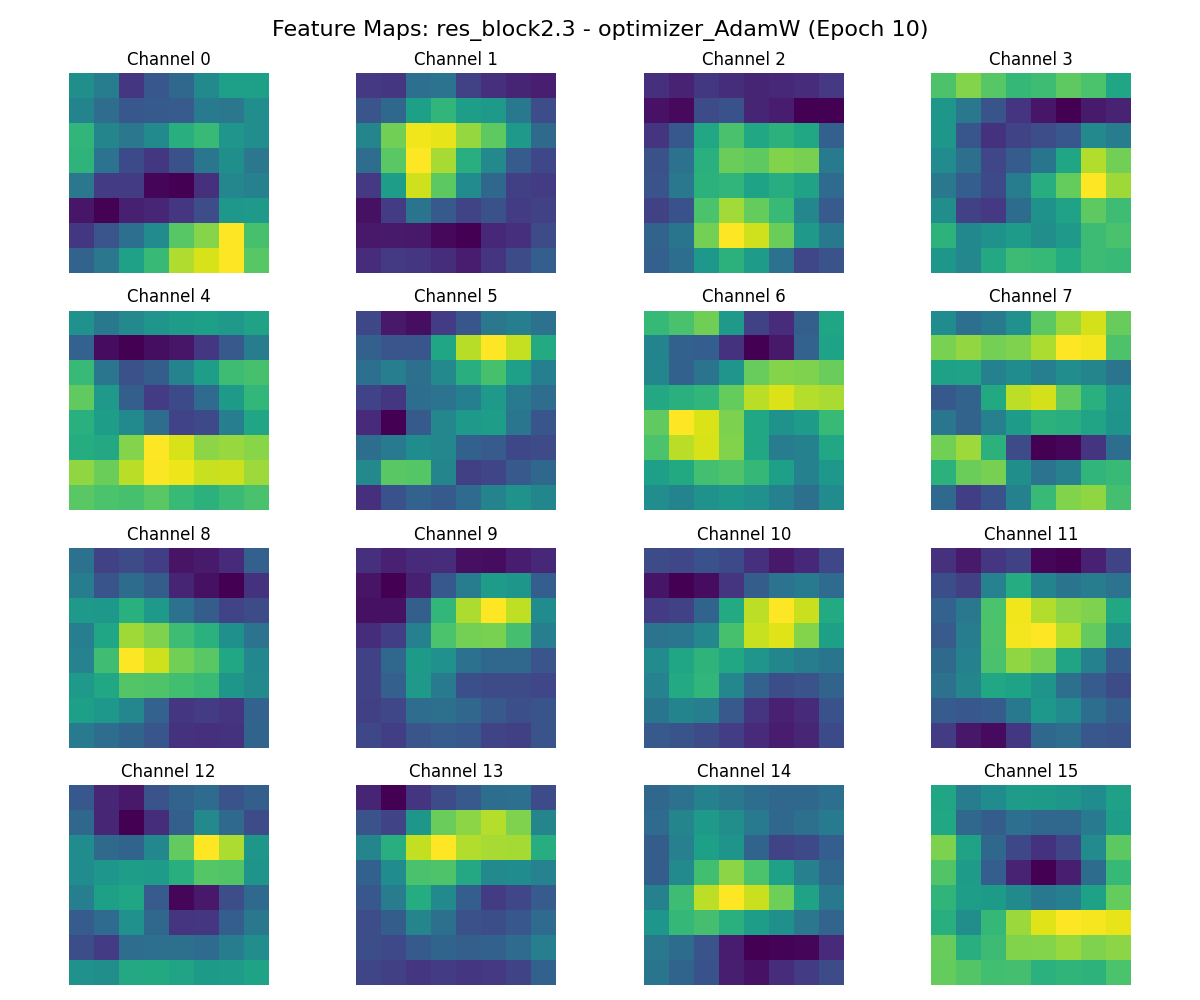 Feature Maps: res_block2.3 - optimizer_AdamW (Epoch 10)
Channel 0
Channel 1
Channel 2
Channel 3
Channel 4
Channel 5
Channel 6
Channel 7
Channel 8
Channel 9
Channel 10
Channel 11
Channel 12
Channel 13
Channel 14
Channel 15